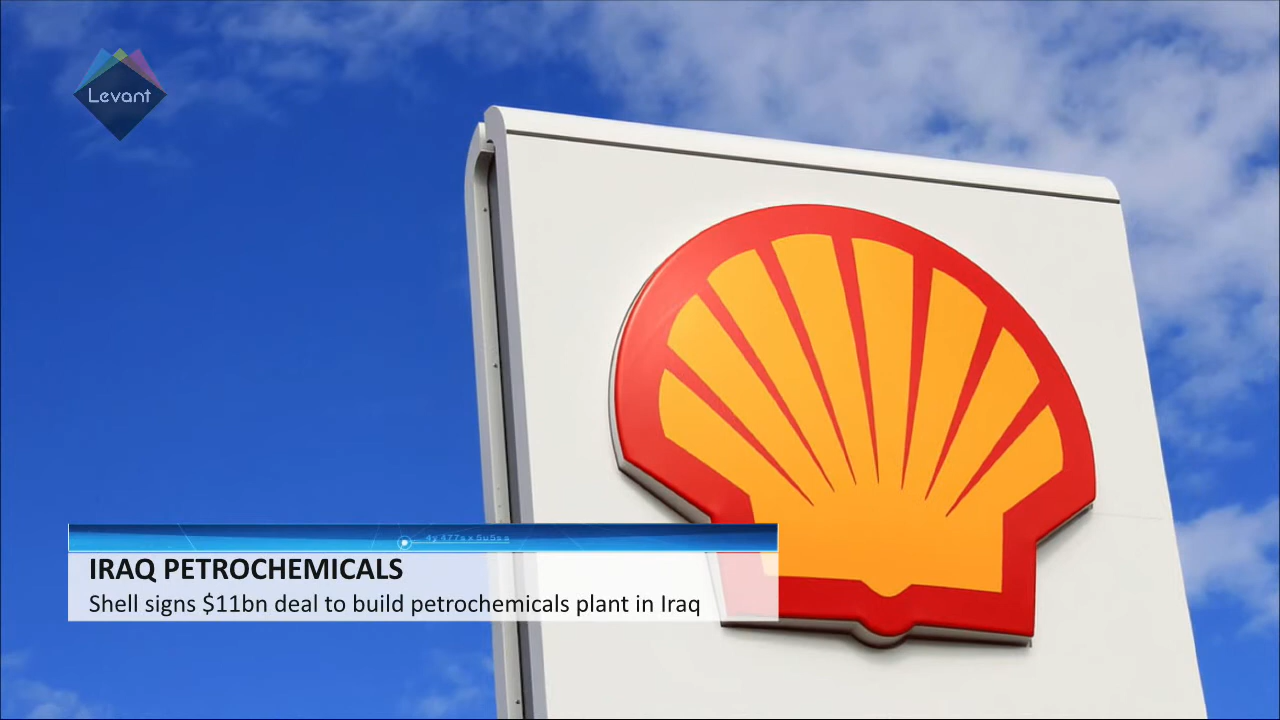 Levant
IRAQ PETROCHEMICALS
Shell signs $11bn deal to build petrochemicals plant in Iraq